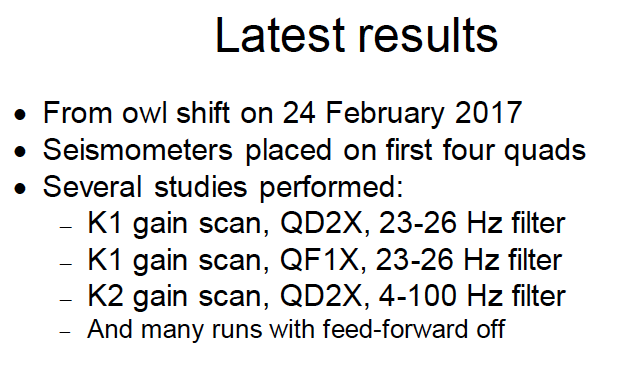 Latest results
• From owl shift on 24 February 2017
• Seismometers placed on first four quads
• Several studies performed:
– K1 gain scan, QD2X, 23-26 Hz filter
– K1 gain scan, QF1X, 23-26 Hz filter
– K2 gain scan, QD2X, 4-100 Hz filter
– And many runs with feed-forward off